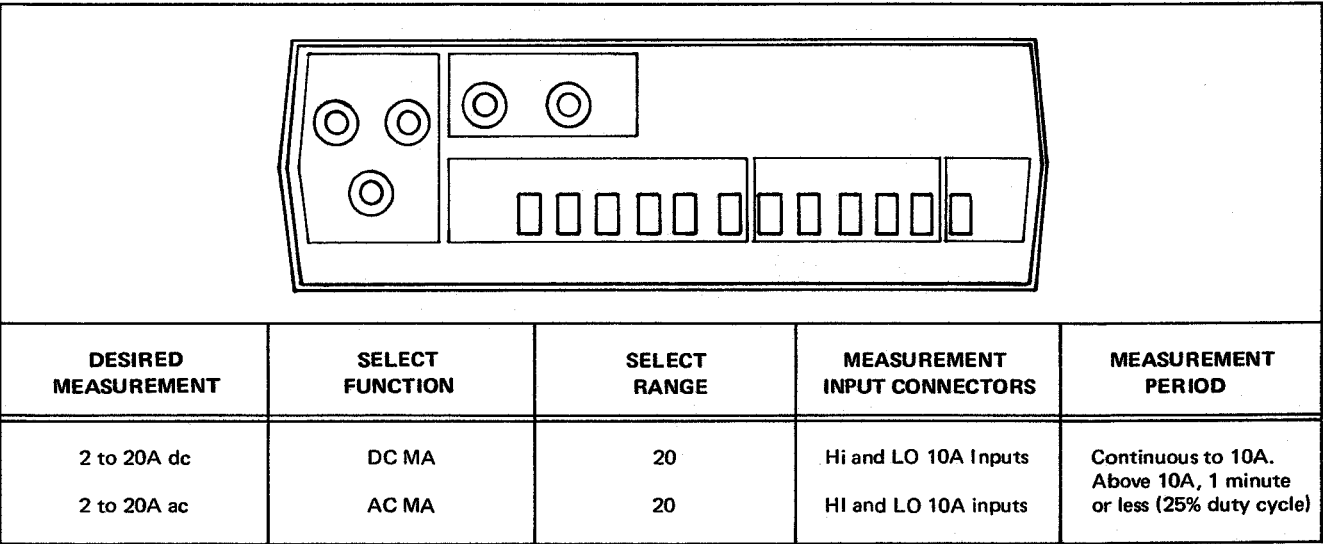 DESIRED
MEASUREMENT
SELECT
FUNCTION
SELECT
RANGE
MEASUREMENT
INPUT CONNECTORS
MEASUREMENT
PERIOD
2 to 20A dc
DC MA
20
Hi and LO 10A Inputs
Continuous to 10A.
Above 10A, 1 minute
or less (25% duty cycle)
2 to 20A ac
AC MA
20
HI and LO 10A inputs